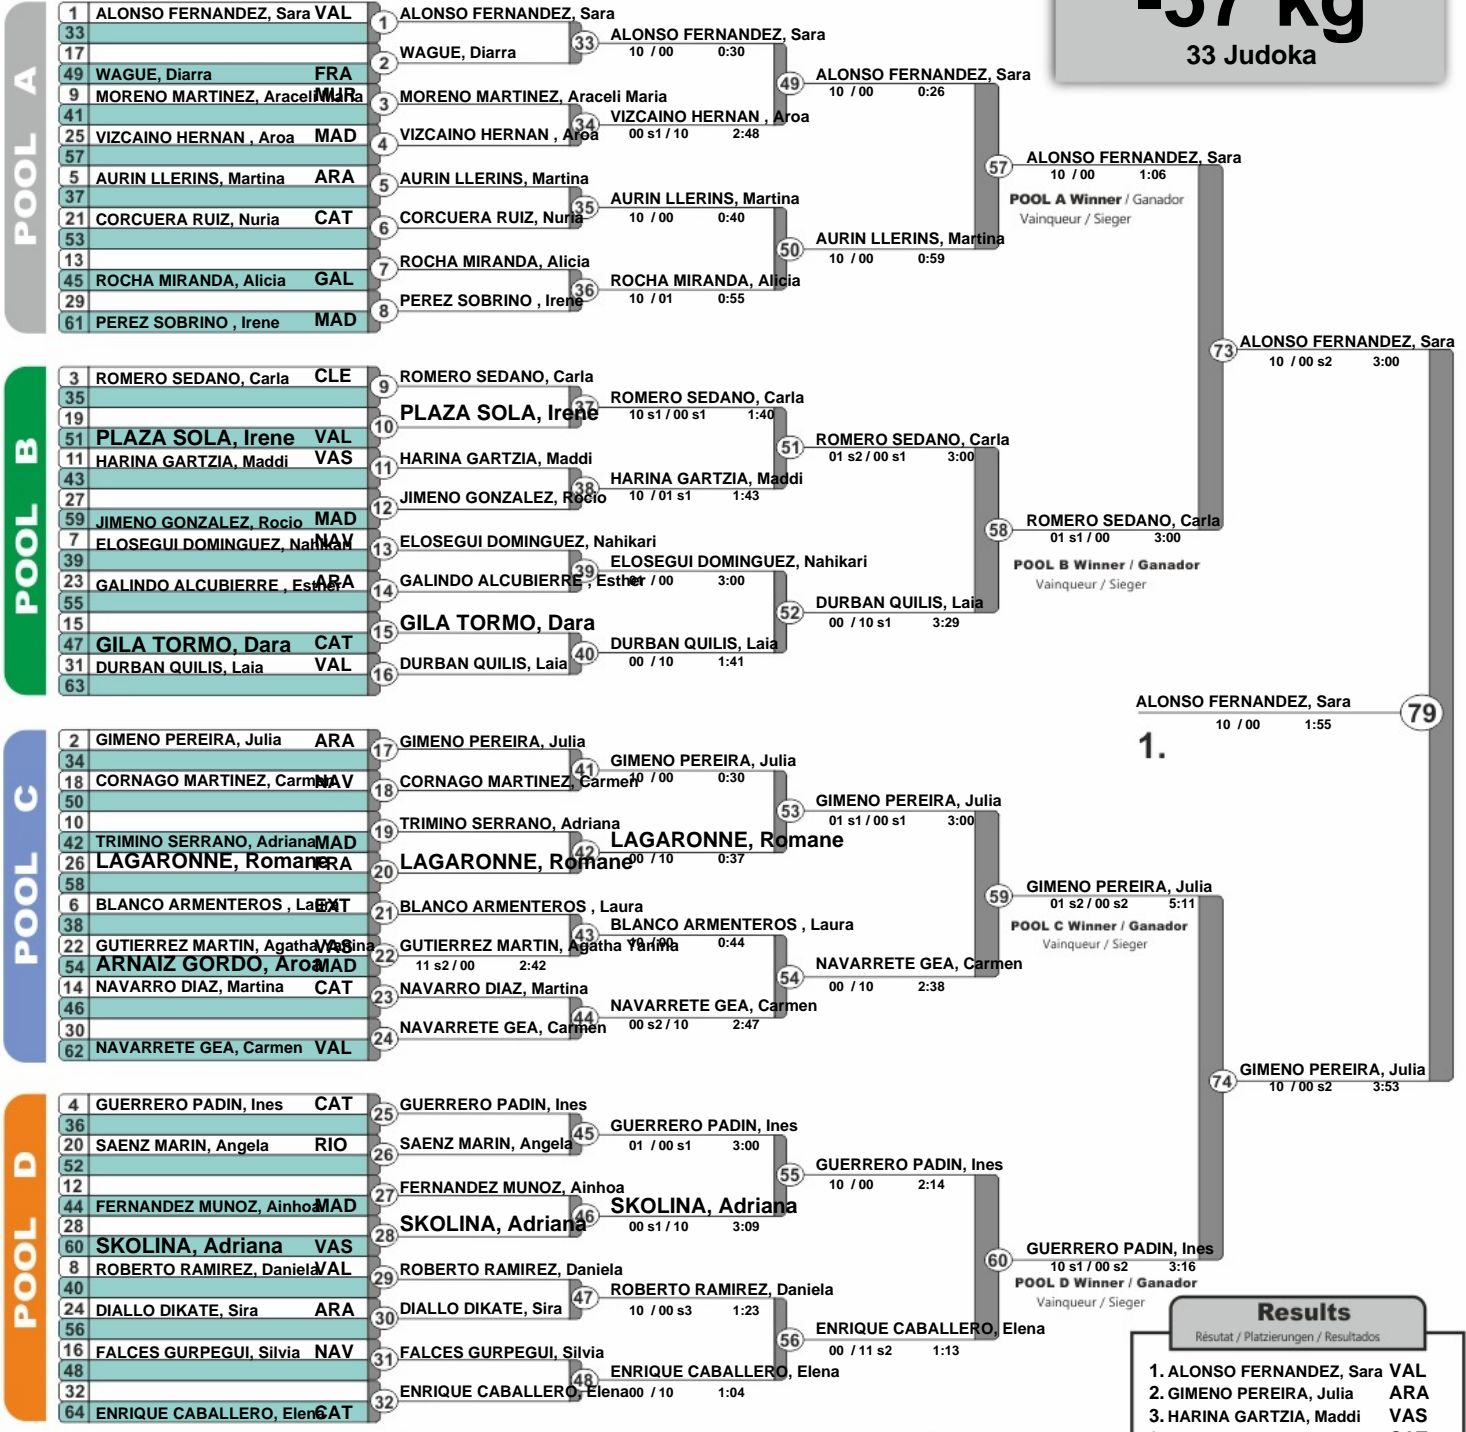 -57 kg
33 Judoka
POOL A
1 ALONSO FERNANDEZ, Sara VAL
33
17
49 WAGUE, Diarra FRA
9 MORENO MARTINEZ, Araceli Maria MUR
41
25 VIZCAINO HERNAN , Aroa MAD
57
5 AURIN LLERINS, Martina ARA
37
21 CORCUERA RUIZ, Nuria CAT
53
13
45 ROCHA MIRANDA, Alicia GAL
29
61 PEREZ SOBRINO , Irene MAD
1 ALONSO FERNANDEZ, Sara
2 WAGUE, Diarra
3 MORENO MARTINEZ, Araceli Maria
4 VIZCAINO HERNAN , Aroa
5 AURIN LLERINS, Martina
6 CORCUERA RUIZ, Nuria
7 ROCHA MIRANDA, Alicia
8 PEREZ SOBRINO , Irene
33 ALONSO FERNANDEZ, Sara
10 / 00 0:30
34 VIZCAINO HERNAN , Aroa
00 s1 / 10 2:48
35 AURIN LLERINS, Martina
10 / 00 0:40
36 ROCHA MIRANDA, Alicia
10 / 01 0:55
49 ALONSO FERNANDEZ, Sara
10 / 00 0:26
50 AURIN LLERINS, Martina
10 / 00 0:59
57 ALONSO FERNANDEZ, Sara
10 / 00 1:06
POOL A Winner / Ganador
Vainqueur / Sieger
POOL B
3 ROMERO SEDANO, Carla CLE
35
19
51 PLAZA SOLA, Irene VAL
11 HARINA GARTZIA, Maddi VAS
43
27
59 JIMENO GONZALEZ, Rocio MAD
7 ELOSEGUI DOMINGUEZ, Nahikari NAV
39
23 GALINDO ALCUBIERRE , Esther ARA
55
15
47 GILA TORMO, Dara CAT
31 DURBAN QUILIS, Laia VAL
63
9 ROMERO SEDANO, Carla
10 PLAZA SOLA, Irene
11 HARINA GARTZIA, Maddi
12 JIMENO GONZALEZ, Rocio
13 ELOSEGUI DOMINGUEZ, Nahikari
14 GALINDO ALCUBIERRE , Esther
15 GILA TORMO, Dara
16 DURBAN QUILIS, Laia
37 ROMERO SEDANO, Carla
10 s1 / 00 s1 1:40
38 HARINA GARTZIA, Maddi
10 / 01 s1 1:43
39 ELOSEGUI DOMINGUEZ, Nahikari
01 / 00 3:00
40 DURBAN QUILIS, Laia
00 / 10 1:41
51 ROMERO SEDANO, Carla
01 s2 / 00 s1 3:00
52 DURBAN QUILIS, Laia
00 / 10 s1 3:29
58 ROMERO SEDANO, Carla
01 s1 / 00 3:00
POOL B Winner / Ganador
Vainqueur / Sieger
73 ALONSO FERNANDEZ, Sara
10 / 00 s2 3:00
ALONSO FERNANDEZ, Sara 79
10 / 00 1:55
1.
POOL C
2 GIMENO PEREIRA, Julia ARA
34
18 CORNAGO MARTINEZ, Carmen NAV
50
10
42 TRIMINO SERRANO, Adriana MAD
26 LAGARONNE, Romane FRA
58
6 BLANCO ARMENTEROS , Laura EXT
38
22 GUTIERREZ MARTIN, Agatha Yanina VAS
54 ARNAIZ GORDO, Aroa MAD
14 NAVARRO DIAZ, Martina CAT
46
30
62 NAVARRETE GEA, Carmen VAL
17 GIMENO PEREIRA, Julia
18 CORNAGO MARTINEZ, Carmen
19 TRIMINO SERRANO, Adriana
20 LAGARONNE, Romane
21 BLANCO ARMENTEROS , Laura
22 GUTIERREZ MARTIN, Agatha Yanina
11 s2 / 00 2:42
23 NAVARRO DIAZ, Martina
24 NAVARRETE GEA, Carmen
41 GIMENO PEREIRA, Julia
10 / 00 0:30
42 LAGARONNE, Romane
00 / 10 0:37
43 BLANCO ARMENTEROS , Laura
10 / 00 0:44
44 NAVARRETE GEA, Carmen
00 s2 / 10 2:47
53 GIMENO PEREIRA, Julia
01 s1 / 00 s1 3:00
54 NAVARRETE GEA, Carmen
00 / 10 2:38
59 GIMENO PEREIRA, Julia
01 s2 / 00 s2 5:11
POOL C Winner / Ganador
Vainqueur / Sieger
74 GIMENO PEREIRA, Julia
10 / 00 s2 3:53
POOL D
4 GUERRERO PADIN, Ines CAT
36
20 SAENZ MARIN, Angela RIO
52
12
44 FERNANDEZ MUNOZ, Ainhoa MAD
28
60 SKOLINA, Adriana VAS
8 ROBERTO RAMIREZ, Daniela VAL
40
24 DIALLO DIKATE, Sira ARA
56
16 FALCES GURPEGUI, Silvia NAV
48
32
64 ENRIQUE CABALLERO, Elena CAT
25 GUERRERO PADIN, Ines
26 SAENZ MARIN, Angela
27 FERNANDEZ MUNOZ, Ainhoa
28 SKOLINA, Adriana
29 ROBERTO RAMIREZ, Daniela
30 DIALLO DIKATE, Sira
31 FALCES GURPEGUI, Silvia
32 ENRIQUE CABALLERO, Elena
45 GUERRERO PADIN, Ines
01 / 00 s1 3:00
46 SKOLINA, Adriana
00 s1 / 10 3:09
47 ROBERTO RAMIREZ, Daniela
10 / 00 s3 1:23
48 ENRIQUE CABALLERO, Elena
00 / 10 1:04
55 GUERRERO PADIN, Ines
10 / 00 2:14
56 ENRIQUE CABALLERO, Elena
00 / 11 s2 1:13
60 GUERRERO PADIN, Ines
10 s1 / 00 s2 3:16
POOL D Winner / Ganador
Vainqueur / Sieger
Results
Résutat / Platzierungen / Resultados
1. ALONSO FERNANDEZ, Sara VAL
2. GIMENO PEREIRA, Julia ARA
3. HARINA GARTZIA, Maddi VAS